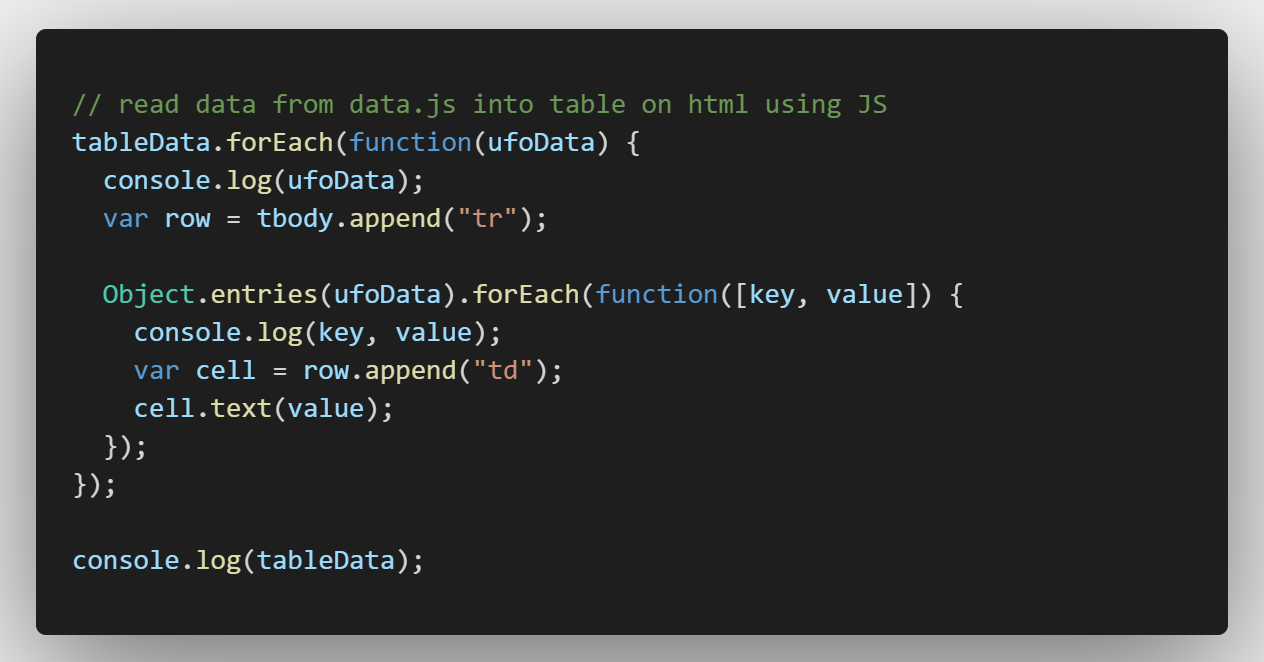 // read data from data.js into table on html using JS
tableData.forEach(function(ufoData) {
  console.log(ufoData);
  var row = tbody.append("tr");

  Object.entries(ufoData).forEach(function([key, value]) {
    console.log(key, value);
    var cell = row.append("td");
    cell.text(value);
  });
});

console.log(tableData);